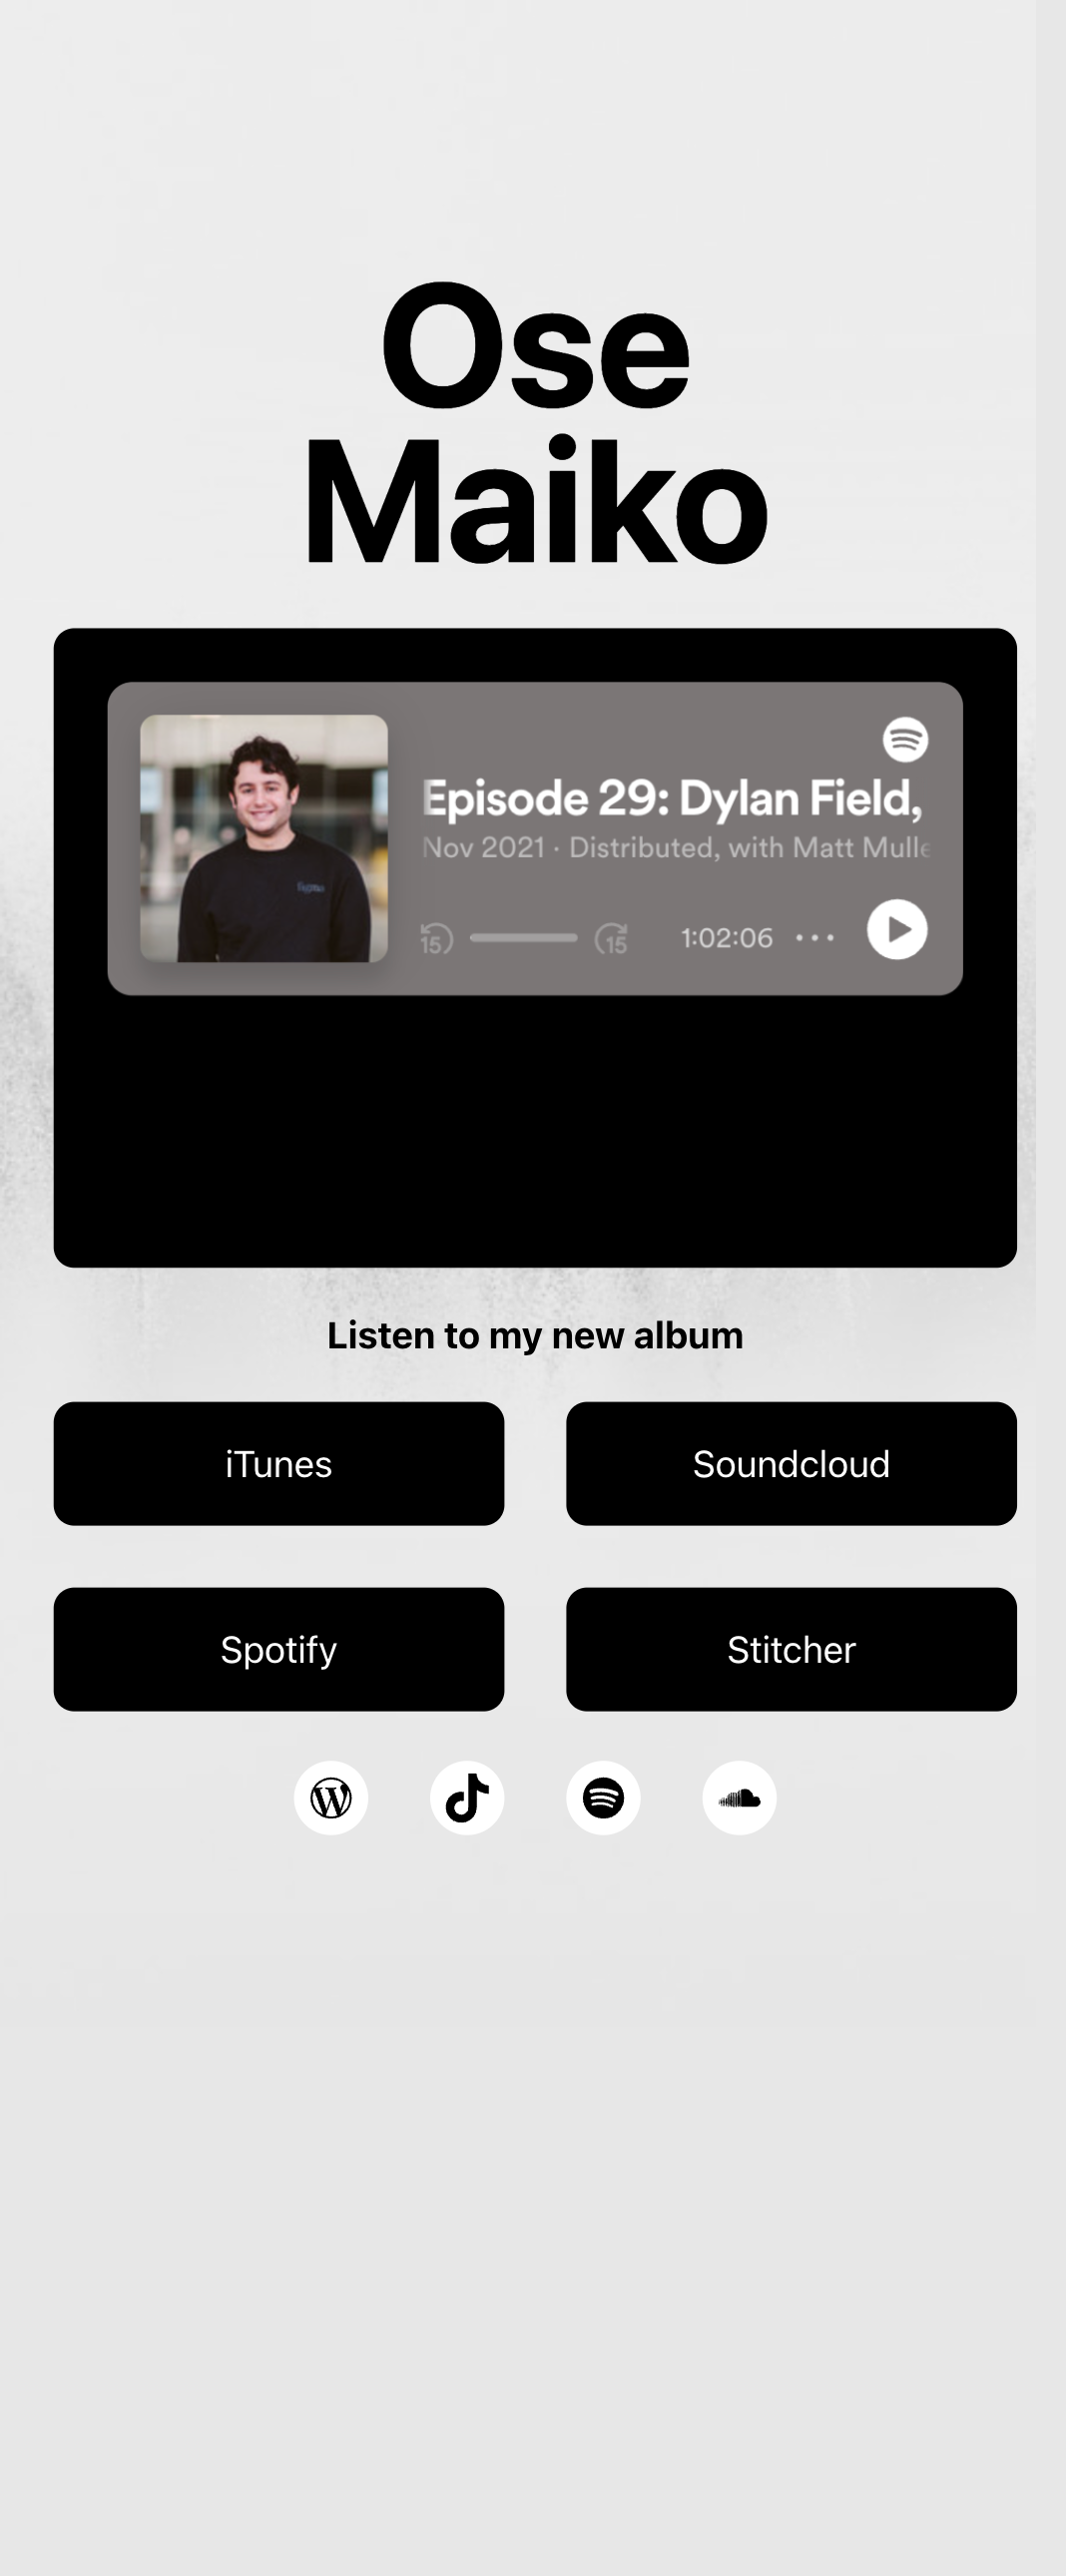 Ose
Maiko
Episode 29: Dylan Field,
Nov 2021 · Distributed, with Matt Mulle
15
15
1:02:06
Listen to my new album
iTunes
Soundcloud
Spotify
Stitcher